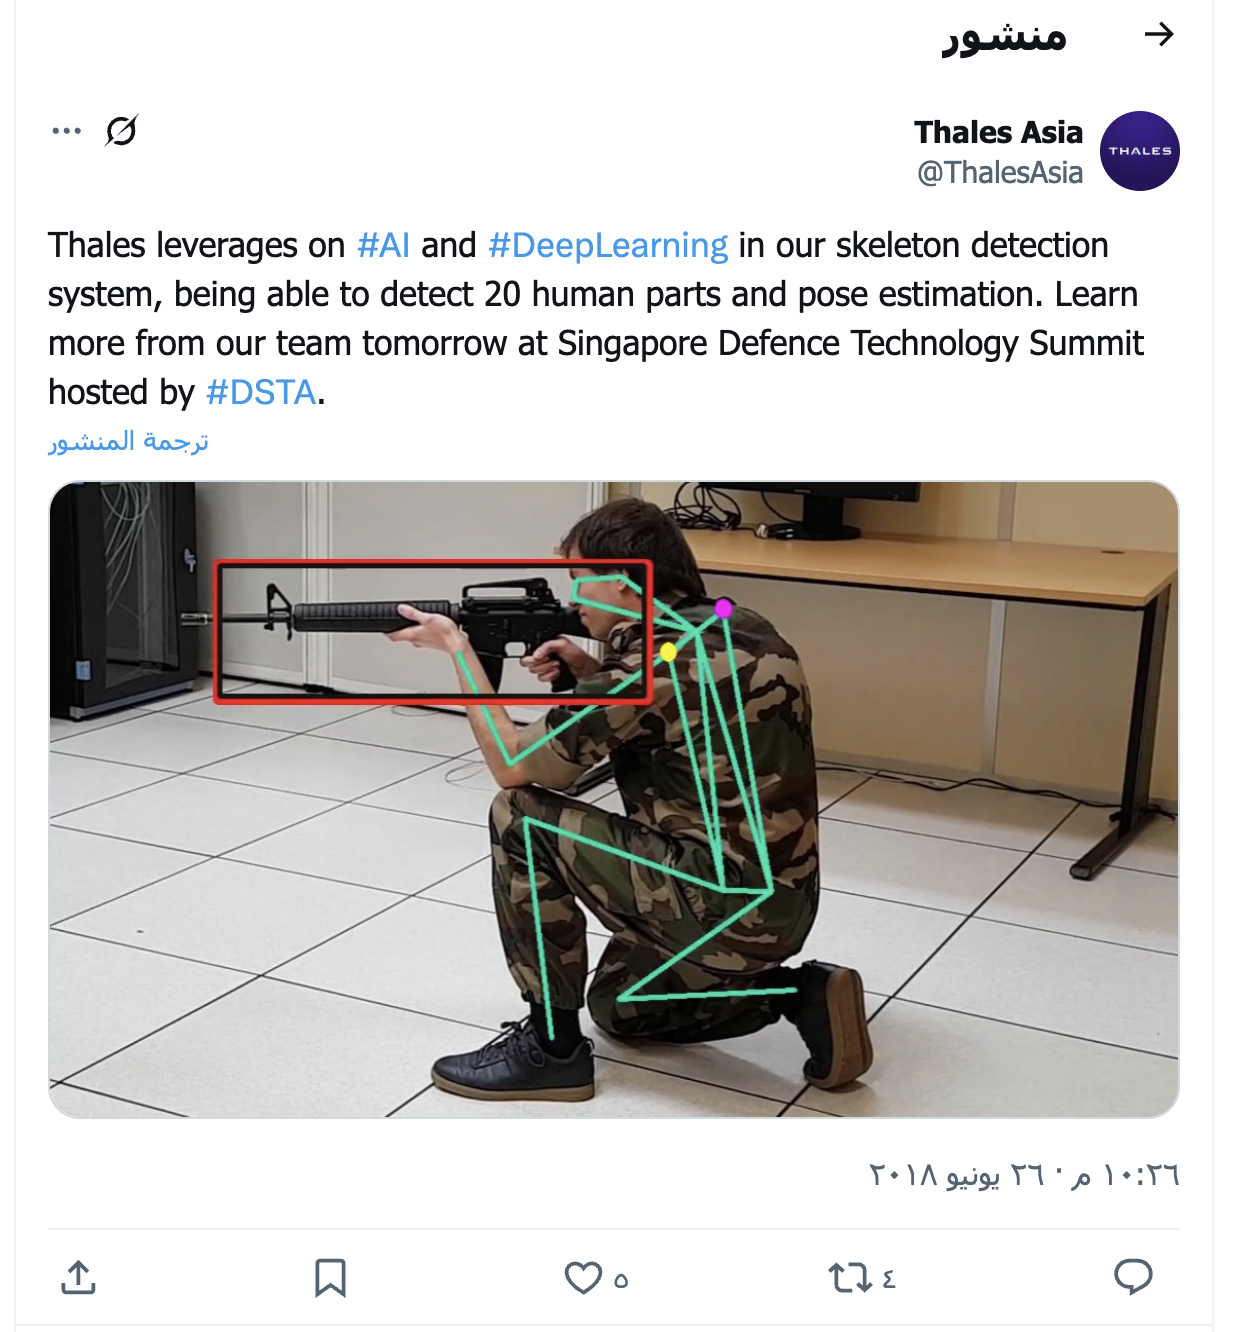 منشور
Thales Asia
THALES
@ThalesAsia
Thales leverages on #AI and #DeepLearning in our skeleton detection
system, being able to detect 20 human parts and pose estimation. Learn
more from our team tomorrow at Singapore Defence Technology Summit
hosted by #DSTA.
ترجمة المنشور
١٠:٢٦ م · ٢٦ يونيو ٢٠١٨
٤
٥